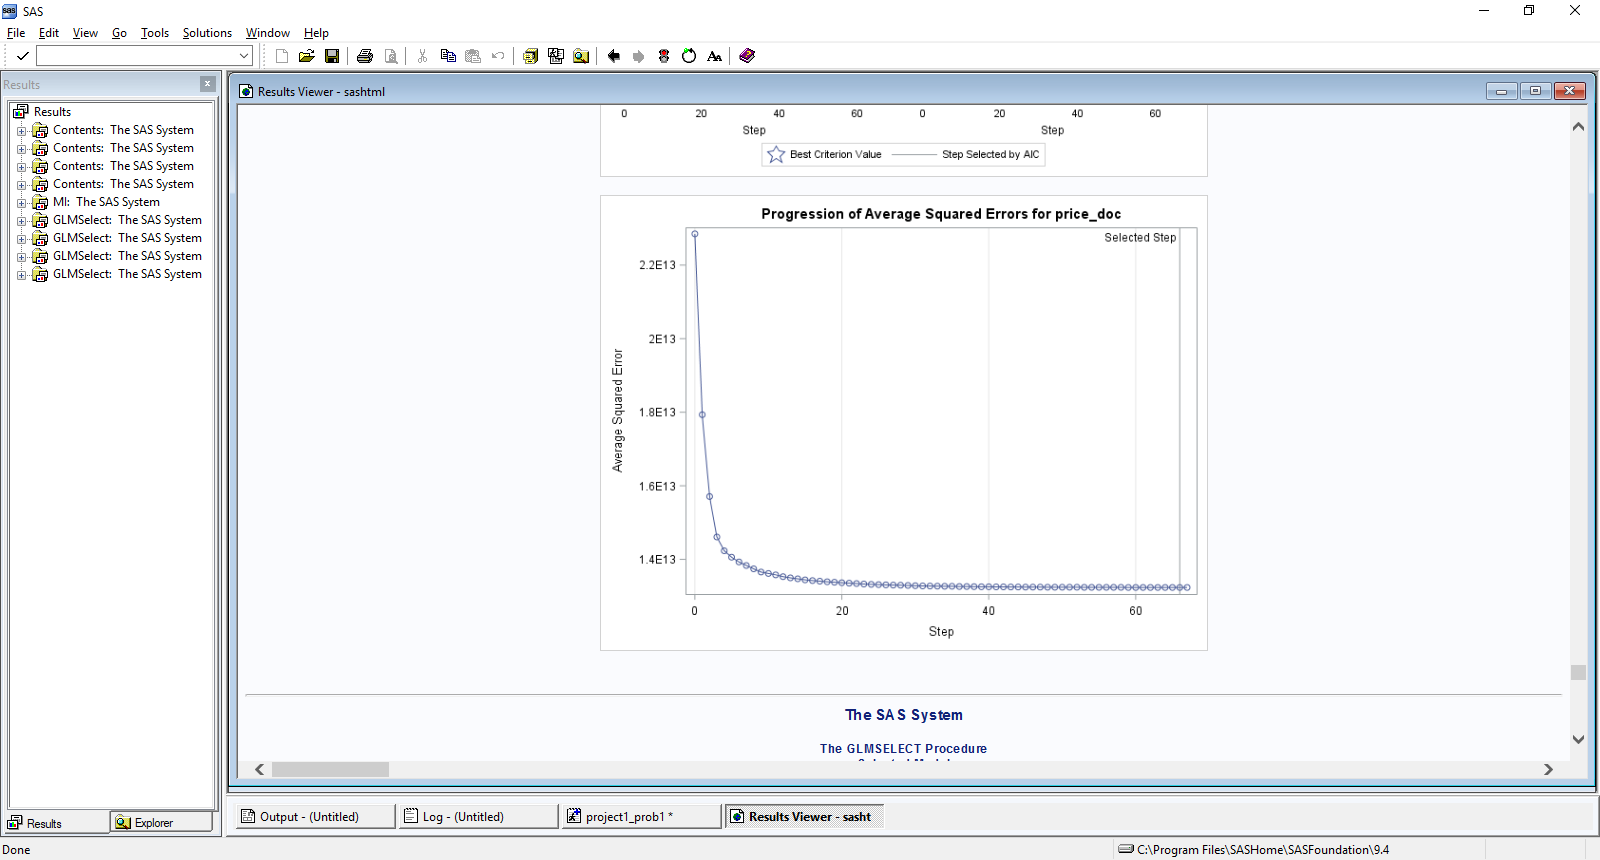 SAS
File Edit View Go Tools Solutions Window Help
Results
Results
Contents: The SAS System
Contents: The SAS System
Contents: The SAS System
Contents: The SAS System
MI: The SAS System
GLMSelect: The SAS System
GLMSelect: The SAS System
GLMSelect: The SAS System
GLMSelect: The SAS System
Results Explorer
Results Viewer - sashtml
0 20 40 60 0 20 40 60
Step Step
Best Criterion Value Step Selected by AIC
Progression of Average Squared Errors for price_doc
Selected Step
2.2E13
2E13
1.8E13
1.6E13
1.4E13
Average Squared Error
0 20 40 60
Step
The SAS System
The GLMSELECT Procedure
Output - (Untitled) Log - (Untitled) project1_prob1 * Results Viewer - sasht
Done C:\Program Files\SASHome\SASFoundation\9.4